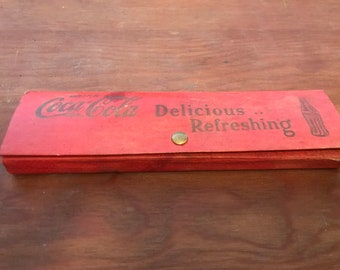 Coca-Cola
Delicious ..
Refreshing